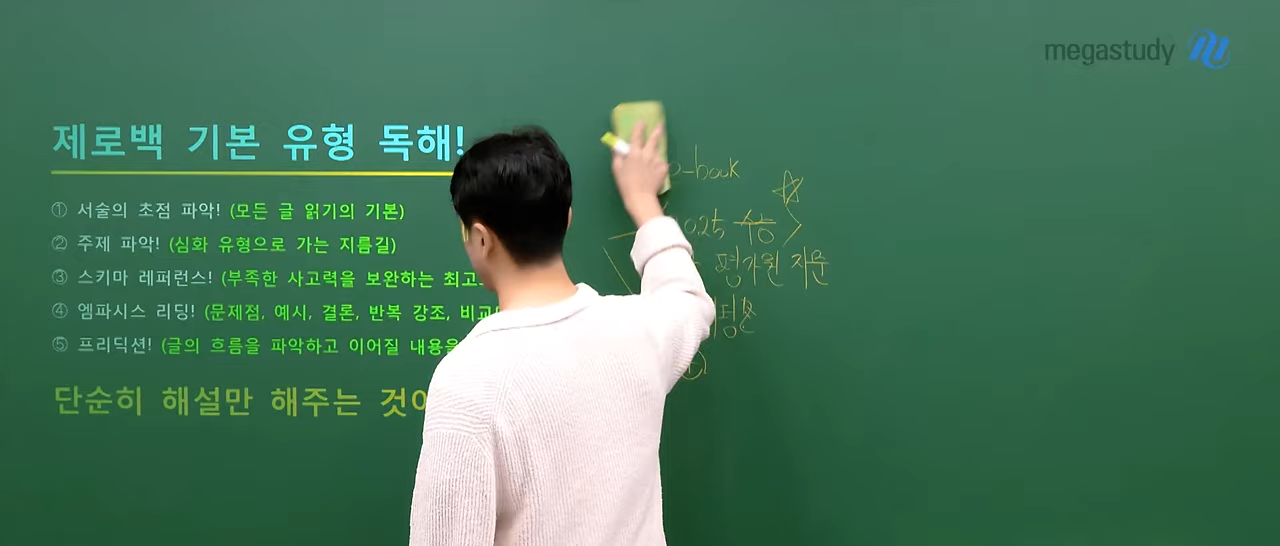 megastudy
제로백 기본 유형 독해!
① 서술의 초점 파악! (모든 글 읽기의 기본)
② 주제 파악! (심화 유형으로 가는 지름길)
③ 스키마 레퍼런스! (부족한 사고력을 보완하는 최고
④ 엠파시스 리딩! (문제점, 예시, 결론, 반복 강조, 비교
⑤ 프리딕션! (글의 흐름을 파악하고 이어질 내용을
단순히 해설만 해주는 것이
-book
025 수능
평가원 지문